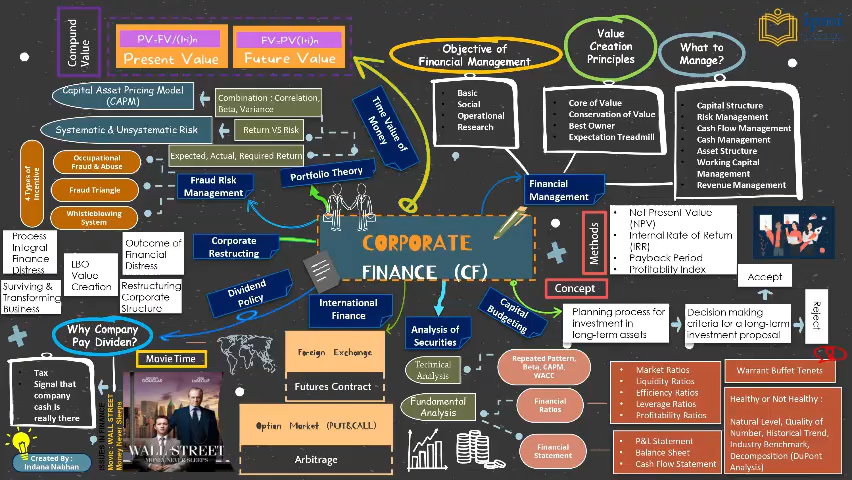 Compund
Value
PV=FV/(1+i)n
Present Value
FV=PV(1+i)n
Future Value
Objective of
Financial Management
Value
Creation
Principles
What to
Manage?
Capital Asset Pricing Model
(CAPM)
Combination : Correlation,
Beta, Variance
Systematic & Unsystematic Risk
Return VS Risk
Expected, Actual, Required Return
Time Value of
Money
Portfolio Theory
Basic
Social
Operational
Research
Core of Value
Conservation of Value
Best Owner
Expectation Treadmill
Capital Structure
Risk Management
Cash Flow Management
Cash Management
Asset Structure
Working Capital
Management
Revenue Management
4 Types of
Incentive
Occupational
Fraud & Abuse
Fraud Triangle
Whistleblowing
System
Fraud Risk
Management
Financial
Management
Process
Integral
Finance
Distress
LBO
Value
Creation
Outcome of
Financial
Distress
Surviving &
Transforming
Business
Restructuring
Corporate
Structure
Corporate
Restructing
CORPORATE
FINANCE (CF)
Methods
Net Present Value
(NPV)
Internal Rate of Return
(IRR)
Payback Period
Profitablity Index
Concept
Accept
Dividend
Policy
International
Finance
Analysis of
Securities
Capital
Budgeting
Planning process for
investment in
long-term assets
Decision making
criteria for a long-term
investment proposal
Reject
Why Company
Pay Dividen?
Tax
Signal that
company
cash is
really there
Movie Time
Movie : WALL STREET
Money Never Sleeps
WALL STREET
MONEY NEVER SLEEPS
Created By :
Indana Nabhan
Foreign Exchange
Futures Contract
Option Market (PUT&CALL)
Arbitrage
Technical
Analysis
Fundamental
Analysis
Repeated Pattern,
Beta, CAPM,
WACC
Financial
Ratios
Financial
Statement
Market Ratios
Liquidity Ratios
Efficiency Ratios
Leverage Ratios
Profitability Ratios
P&L Statement
Balance Sheet
Cash Flow Statement
Warrant Buffet Tenets
Healthy or Not Healthy :
Natural Level, Quality of
Number, Historical Trend,
Industry Benchmark,
Decomposition (DuPont
Analysis)